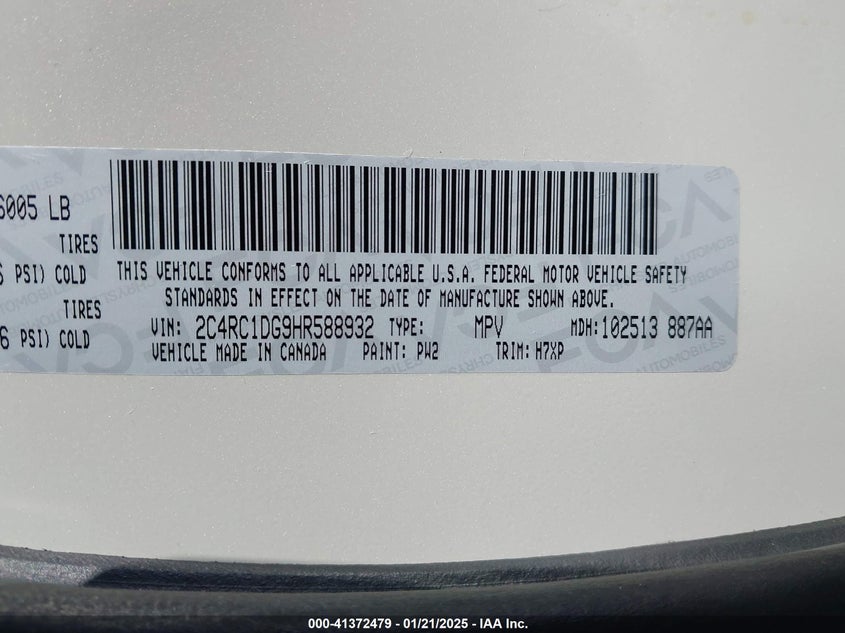 6005 LB
TIRES
PSI) COLD
TIRES
6 PSI) COLD
THIS VEHICLE CONFORMS TO ALL APPLICABLE U.S.A. FEDERAL MOTOR VEHICLE SAFETY
STANDARDS IN EFFECT ON THE DATE OF MANUFACTURE SHOWN ABOVE.
VIN: 2C4RC1DG9HR588932 TYPE: MPV MDH:102513 887AA
VEHICLE MADE IN CANADA PAINT: PW2 TRIM: H7XP
000-41372479 - 01/21/2025 - IAA Inc.